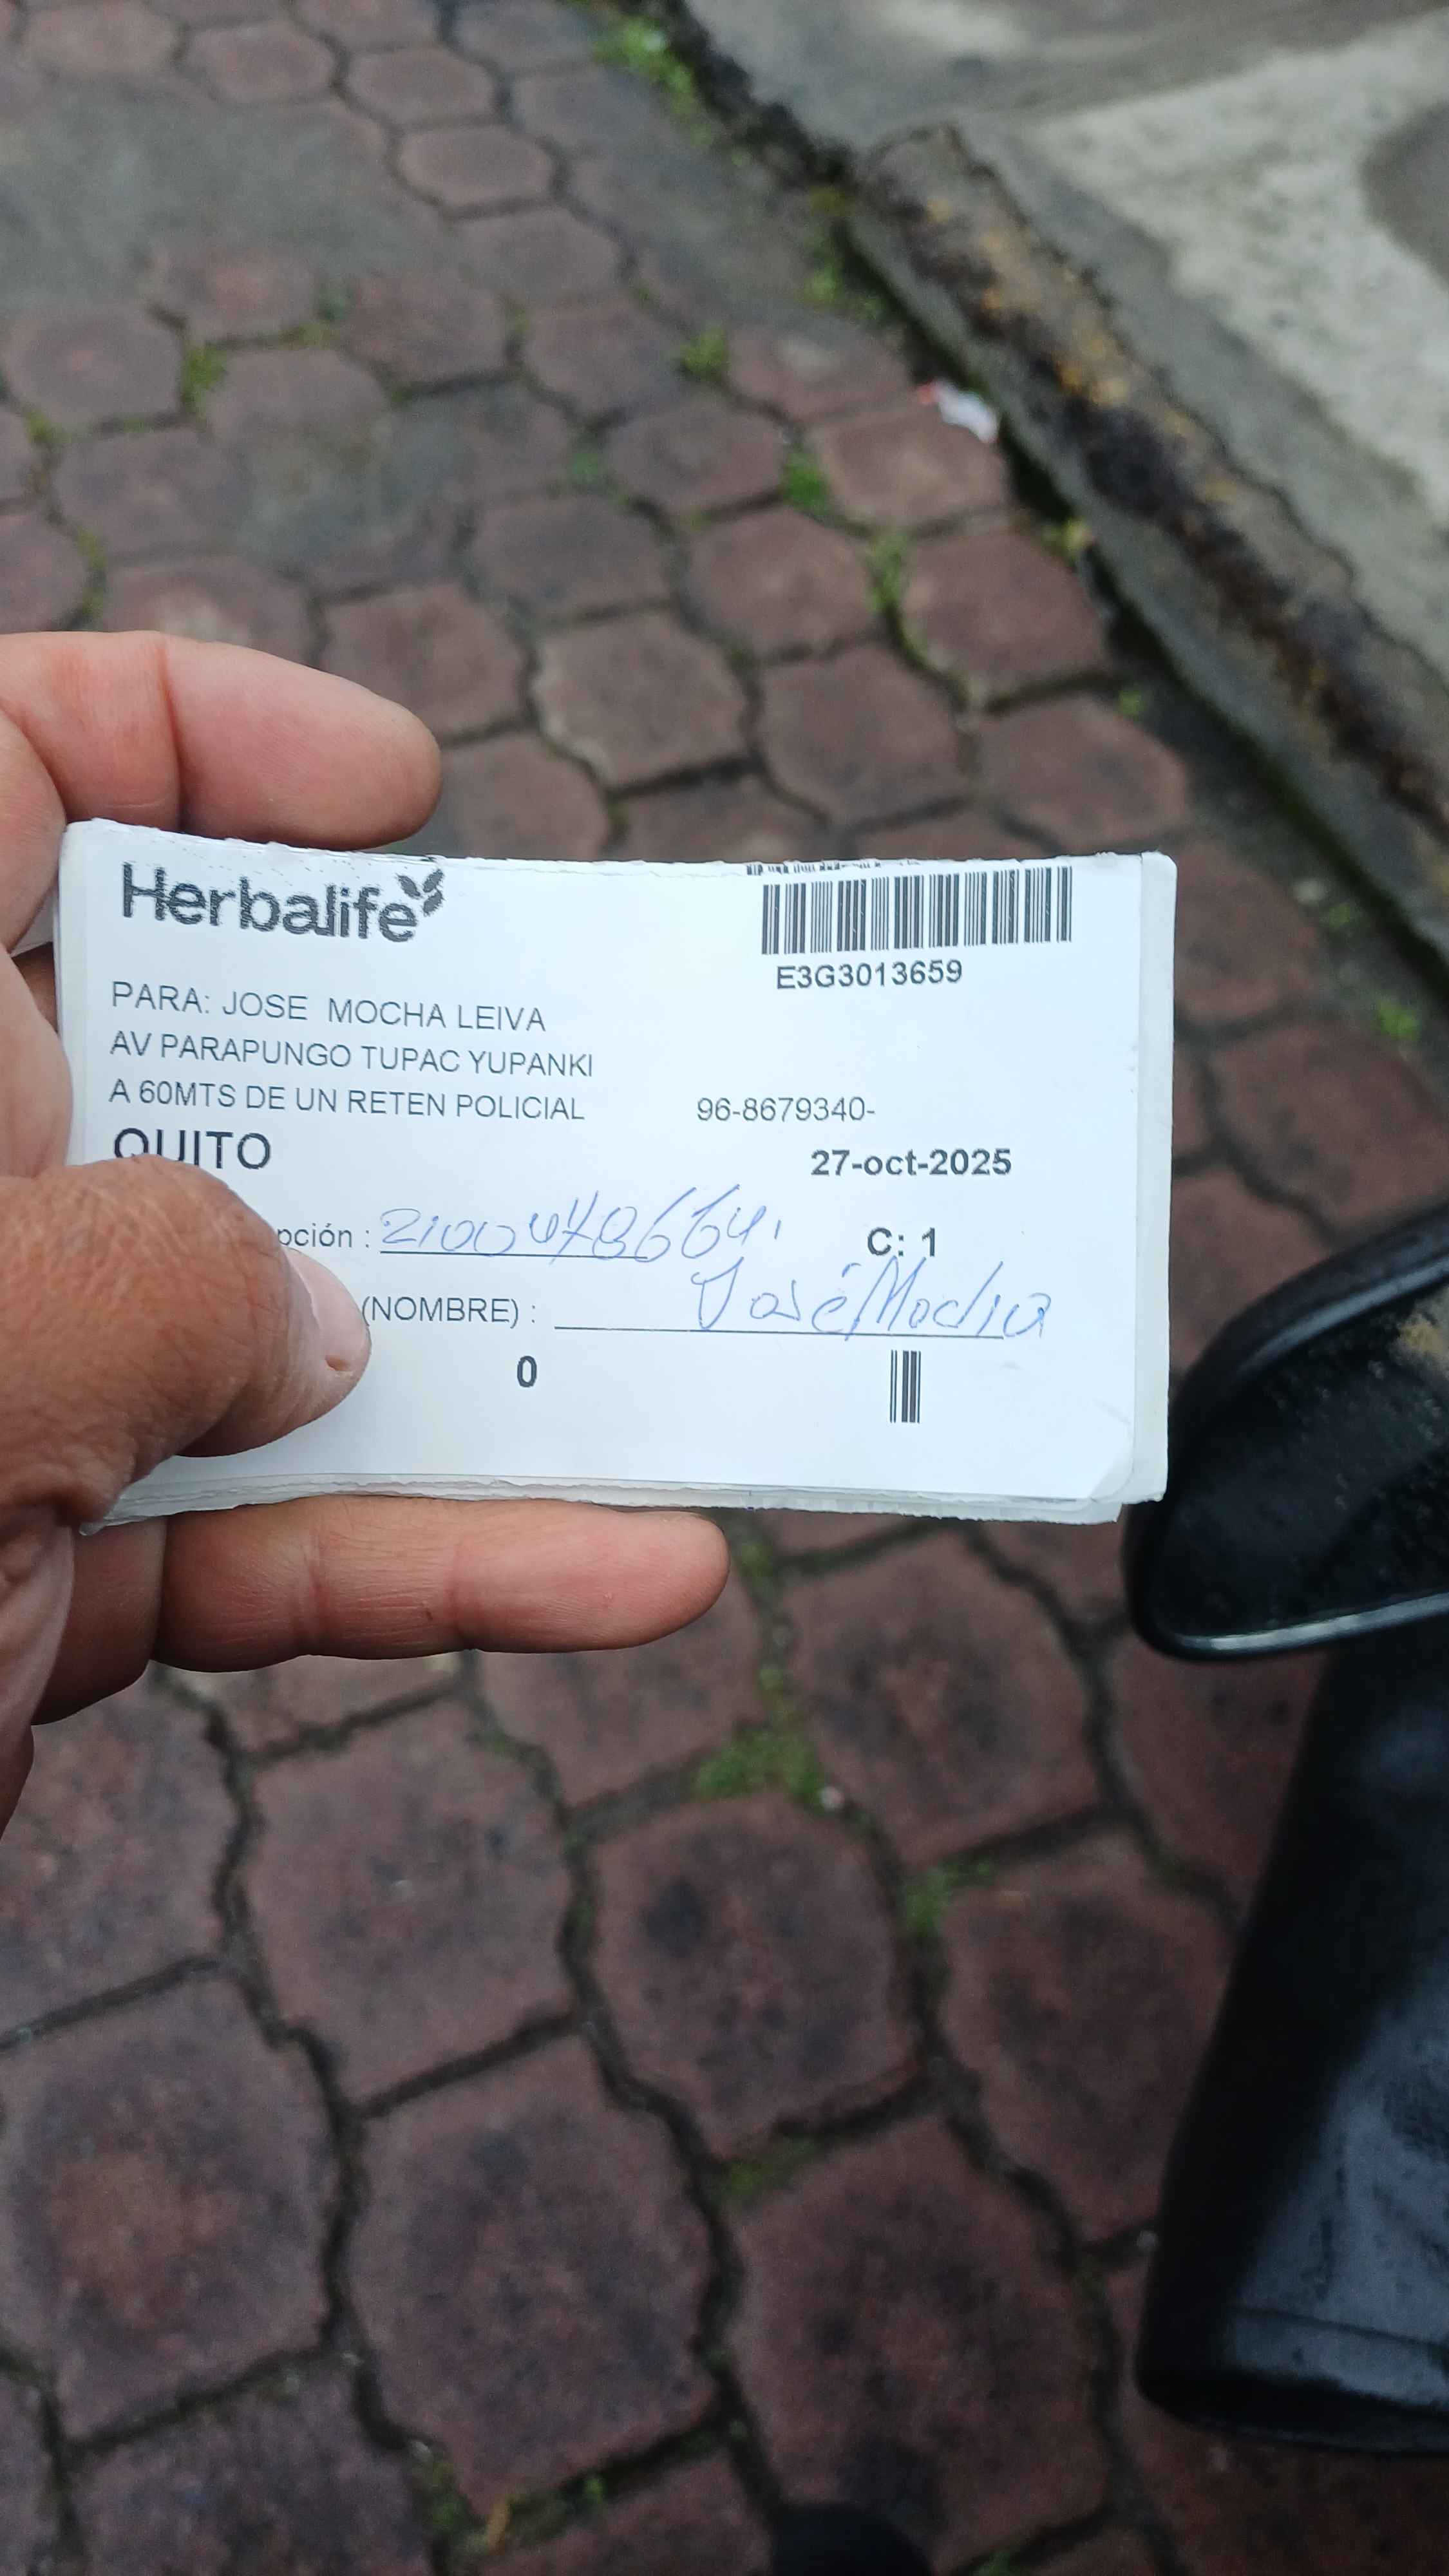 Herbalife
E3G3013659
PARA: JOSE MOCHA LEIVA
AV PARAPUNGO TUPAC YUPANKI
A 60MTS DE UN RETEN POLICIAL 96-8679340-
QUITO 27-oct-2025
pción : 2100478664 C: 1
(NOMBRE) : José Mocha
0